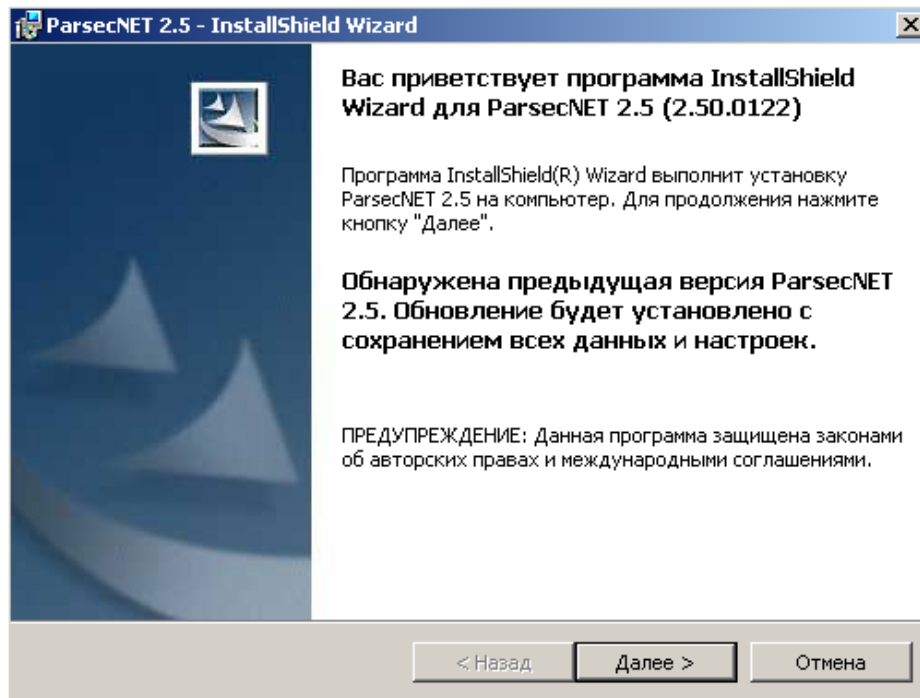 ParsecNET 2.5 - InstallShield Wizard
Вас приветствует программа InstallShield
Wizard для ParsecNET 2.5 (2.50.0122)
Программа InstallShield(R) Wizard выполнит установку
ParsecNET 2.5 на компьютер. Для продолжения нажмите
кнопку "Далее".
Обнаружена предыдущая версия ParsecNET
2.5. Обновление будет установлено с
сохранением всех данных и настроек.
ПРЕДУПРЕЖДЕНИЕ: Данная программа защищена законами
об авторских правах и международными соглашениями.
< Назад
Далее >
Отмена